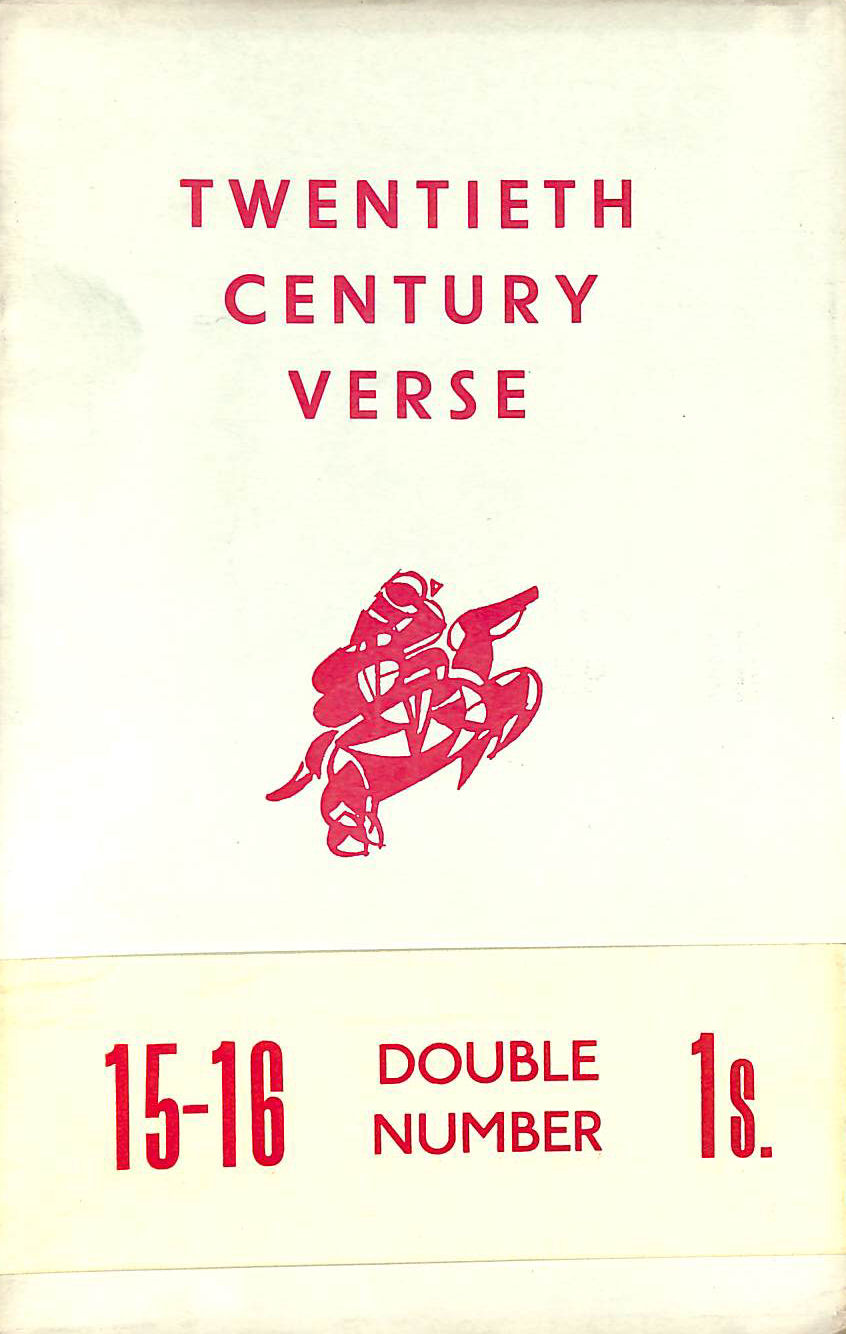 TWENTIETH
CENTURY
VERSE
15-16 DOUBLE NUMBER 1s.